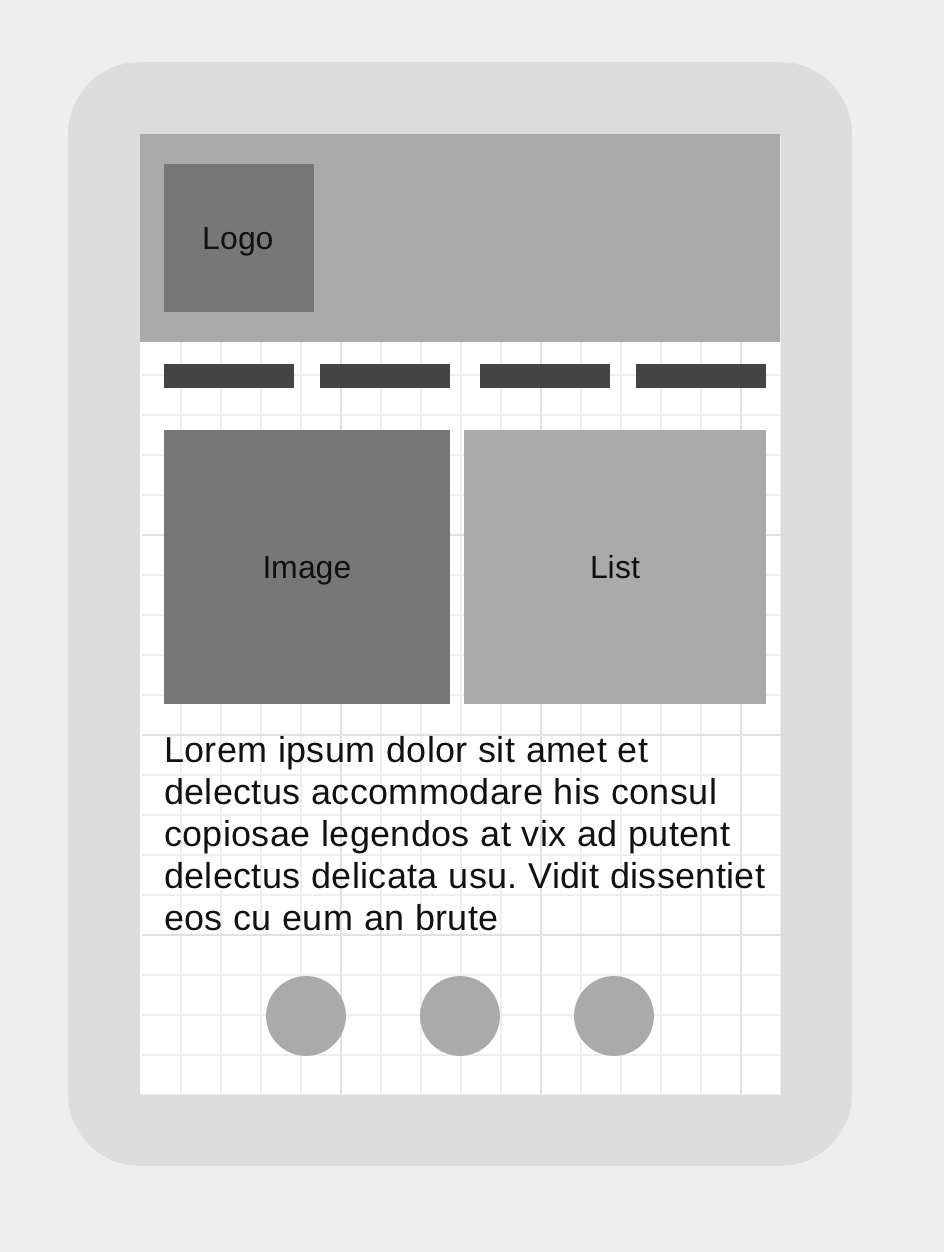 Logo
Image
List
Lorem ipsum dolor sit amet et
delectus accommodare his consul
copiosae legendos at vix ad putent
delectus delicata usu. Vidit dissentiet
eos cu eum an brute